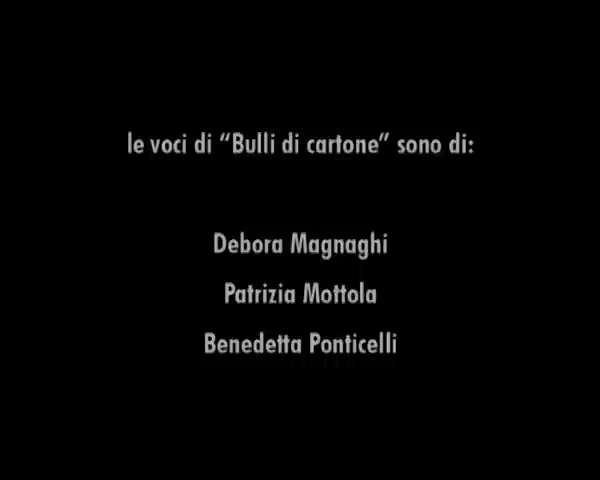 le voci di “Bulli di cartone” sono di:
Debora Magnaghi
Patrizia Mottola
Benedetta Ponticelli